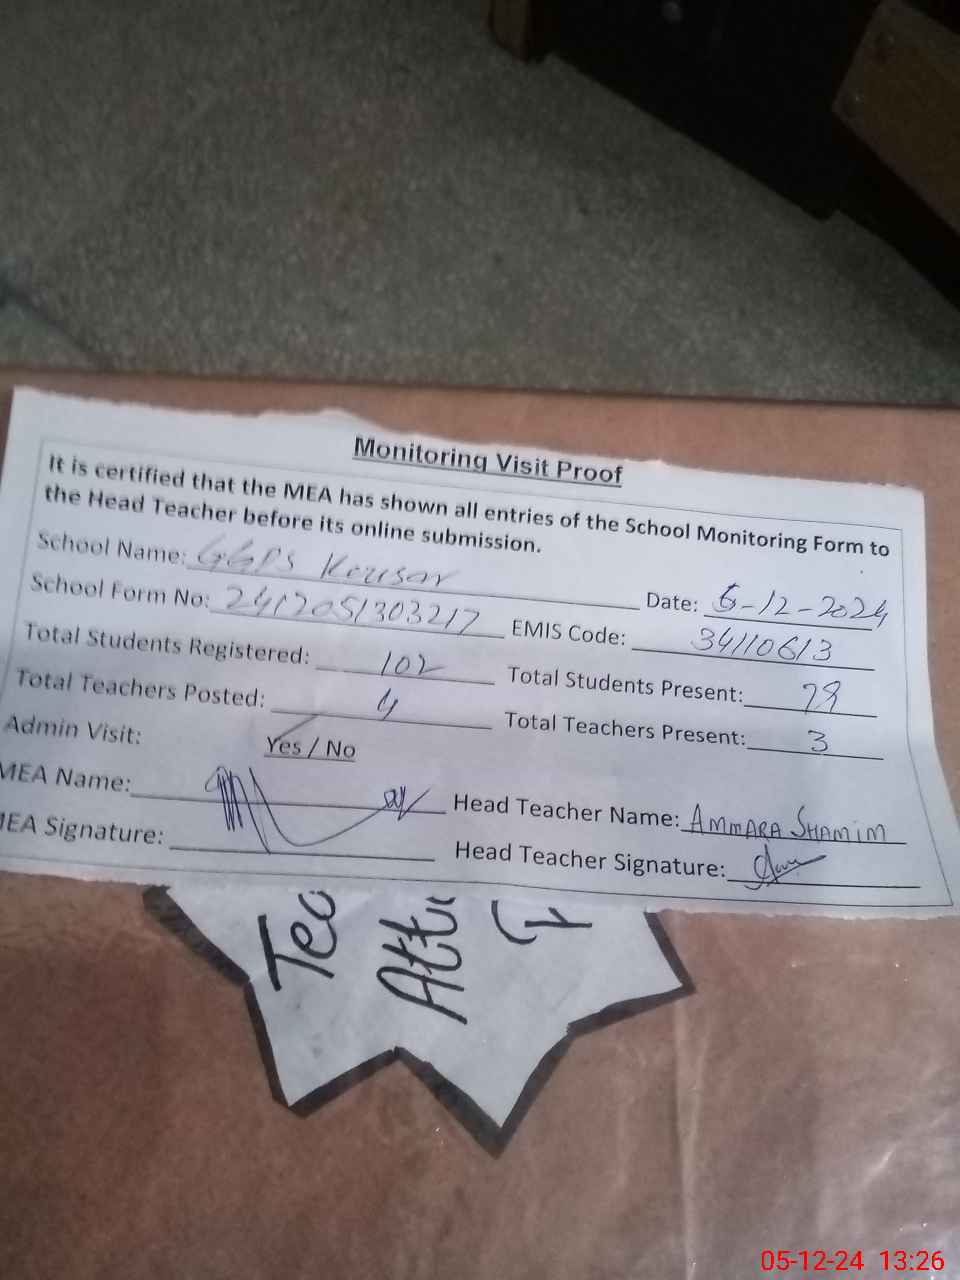 Monitoring Visit Proof
It is certified that the MEA has shown all entries of the School Monitoring Form to
the Head Teacher before its online submission.
School Name: GGPS Kousar Date: 5-12-2024
School Form No: 2412051303217 EMIS Code: 34110613
Total Students Registered: 102 Total Students Present: 78
Total Teachers Posted: 4 Total Teachers Present: 3
Admin Visit: Yes / No
MEA Name: Head Teacher Name: AMMARA SHAMIM
MEA Signature: Head Teacher Signature:
Tea
Att
05-12-24 13:26